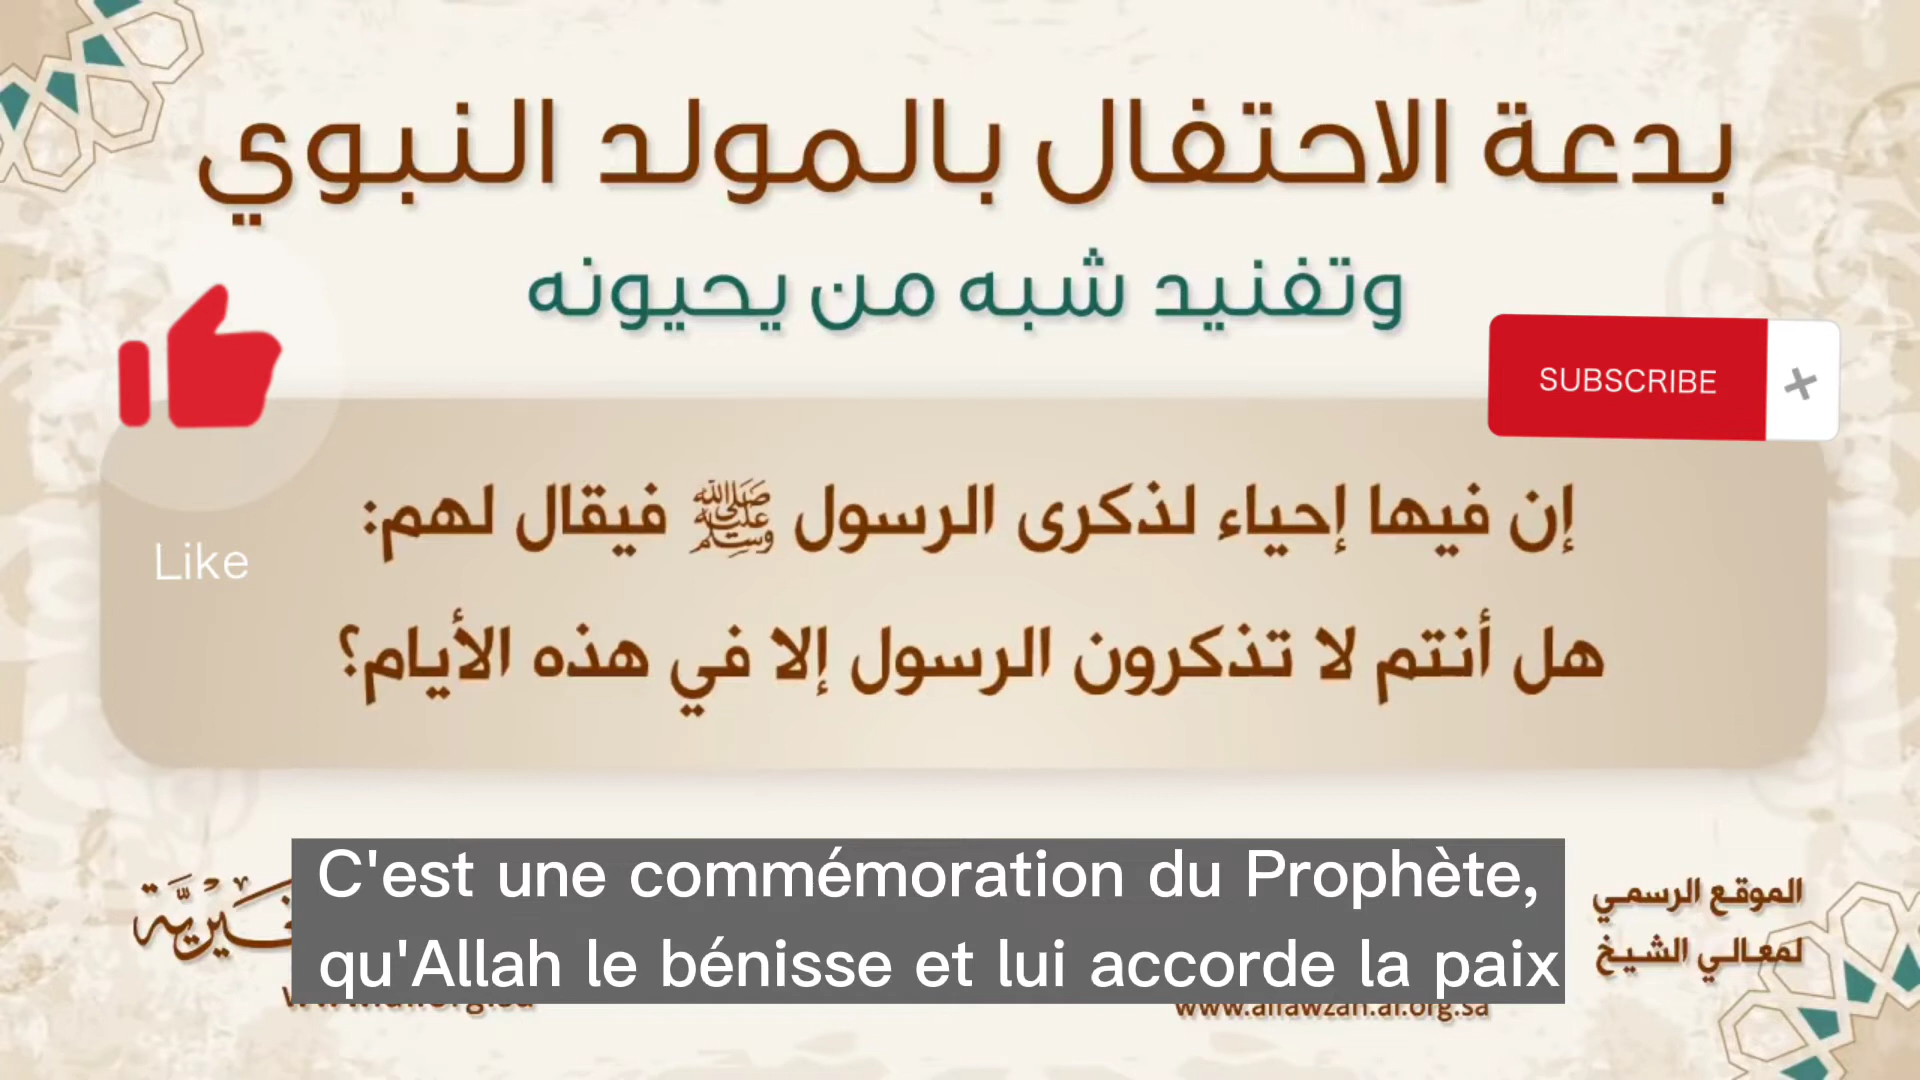 بدعة الاحتفال بالمولد النبوي
وتفنيد شبه من يحيونه
SUBSCRIBE
إن فيها إحياء لذكرى الرسول ﷺ فيقال لهم:
Like
هل أنتم لا تذكرون الرسول إلا في هذه الأيام؟
C'est une commémoration du Prophète,
qu'Allah le bénisse et lui accorde la paix
الموقع الرسمي
لمعالي الشيخ
www.alfawzan.af.org.sa